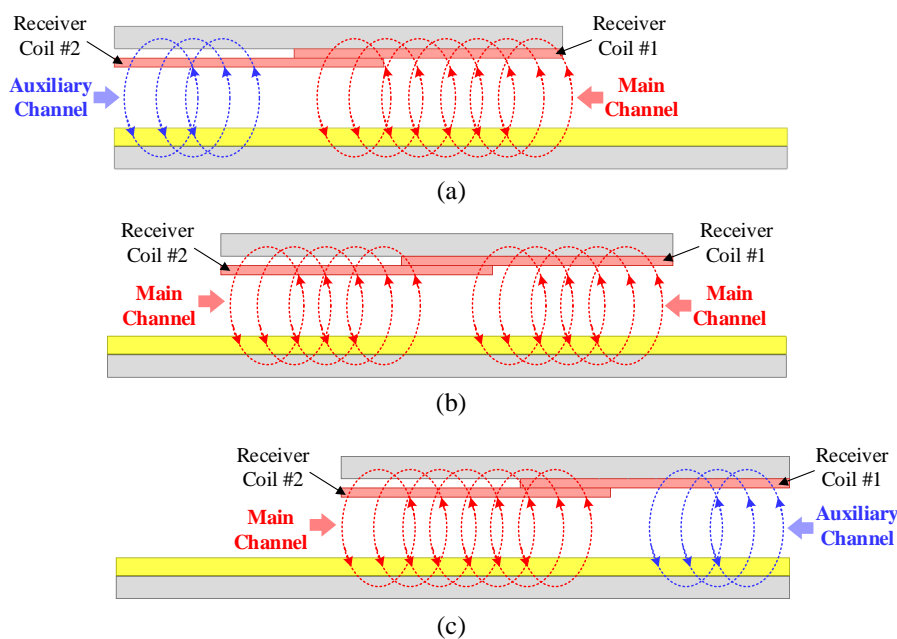 Receiver
Coil #2
Receiver
Coil #1
Auxiliary
Channel
Main
Channel
(a)
Receiver
Coil #2
Receiver
Coil #1
Main
Channel
Main
Channel
(b)
Receiver
Coil #2
Receiver
Coil #1
Main
Channel
Auxiliary
Channel
(c)